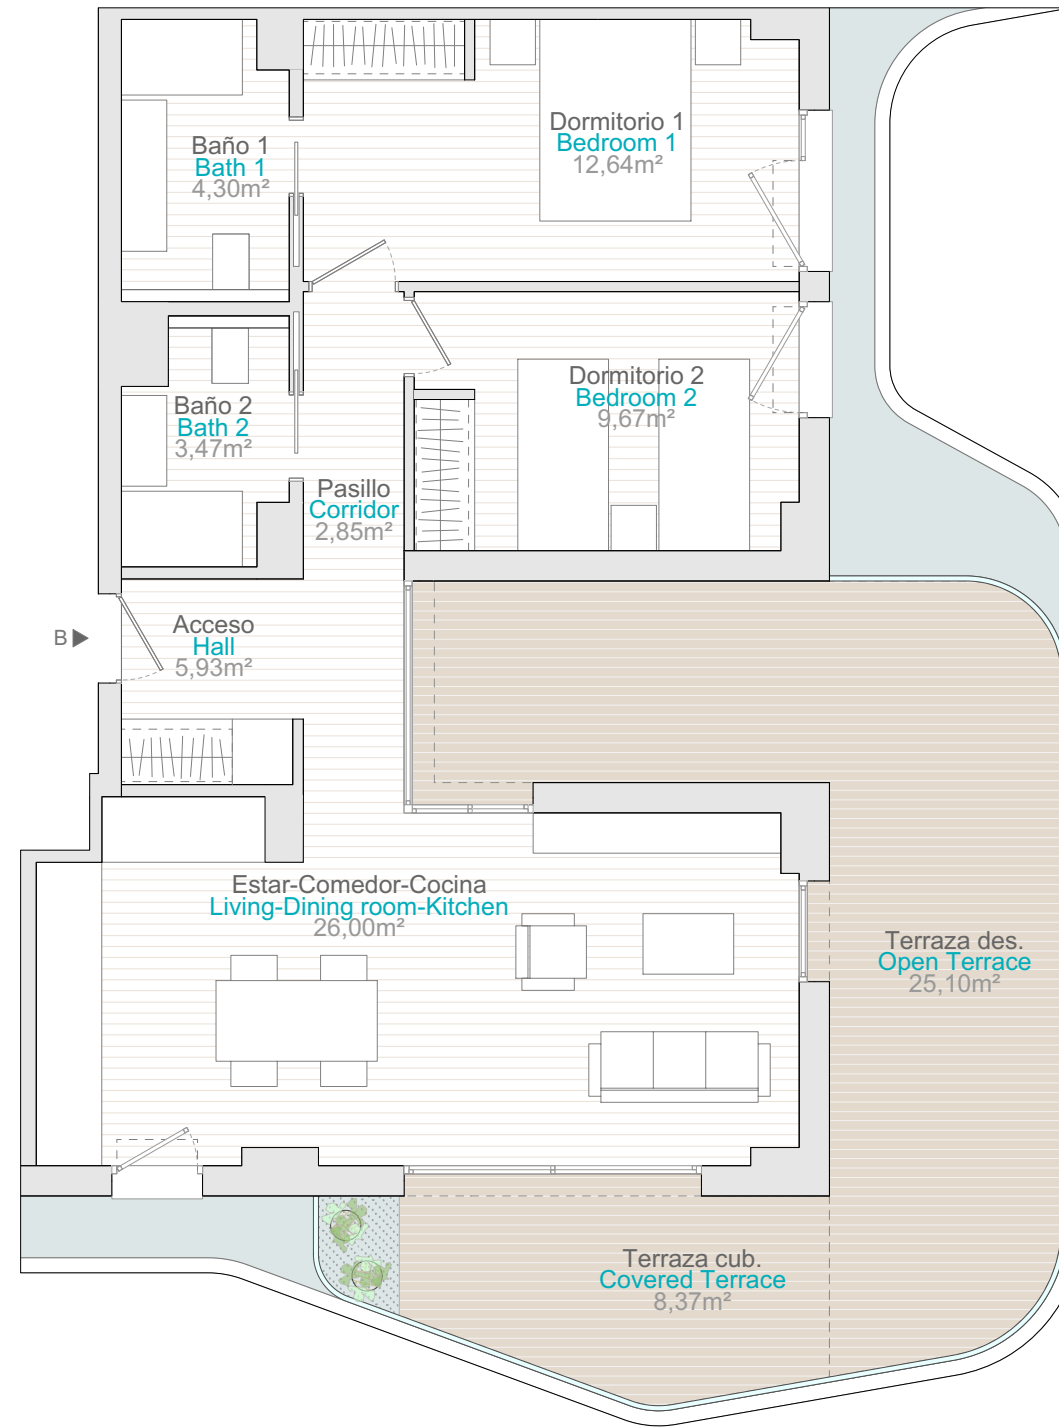 Dormitorio 1
Bedroom 1
12,64m²
Baño 1
Bath 1
4,30m²
Dormitorio 2
Bedroom 2
9,67m²
Baño 2
Bath 2
3,47m²
Pasillo
Corridor
2,85m²
B
Acceso
Hall
5,93m²
Estar-Comedor-Cocina
Living-Dining room-Kitchen
26,00m²
Terraza des.
Open Terrace
25,10m²
Terraza cub.
Covered Terrace
8,37m²